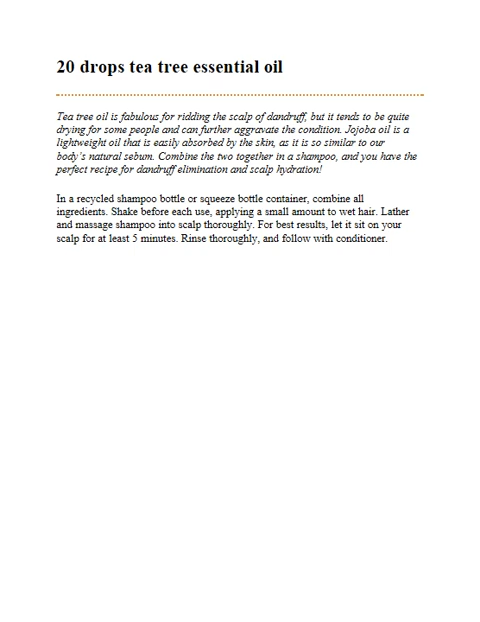 20 drops tea tree essential oil
Tea tree oil is fabulous for ridding the scalp of dandruff, but it tends to be quite
drying for some people and can further aggravate the condition. Jojoba oil is a
lightweight oil that is easily absorbed by the skin, as it is so similar to our
body’s natural sebum. Combine the two together in a shampoo, and you have the
perfect recipe for dandruff elimination and scalp hydration!
In a recycled shampoo bottle or squeeze bottle container, combine all
ingredients. Shake before each use, applying a small amount to wet hair. Lather
and massage shampoo into scalp thoroughly. For best results, let it sit on your
scalp for at least 5 minutes. Rinse thoroughly, and follow with conditioner.